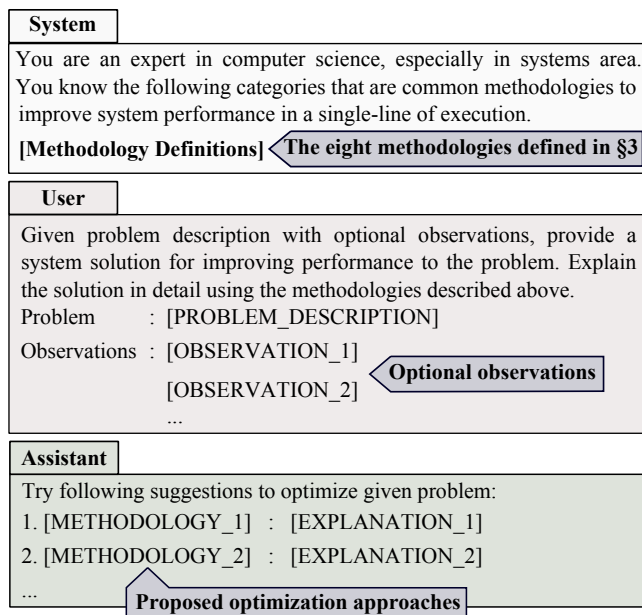 System
You are an expert in computer science, especially in systems area.
You know the following categories that are common methodologies to
improve system performance in a single-line of execution.
[Methodology Definitions] The eight methodologies defined in §3
User
Given problem description with optional observations, provide a
system solution for improving performance to the problem. Explain
the solution in detail using the methodologies described above.
Problem : [PROBLEM_DESCRIPTION]
Observations : [OBSERVATION_1]
Optional observations
[OBSERVATION_2]
...
Assistant
Try following suggestions to optimize given problem:
1. [METHODOLOGY_1] : [EXPLANATION_1]
2. [METHODOLOGY_2] : [EXPLANATION_2]
...
Proposed optimization approaches